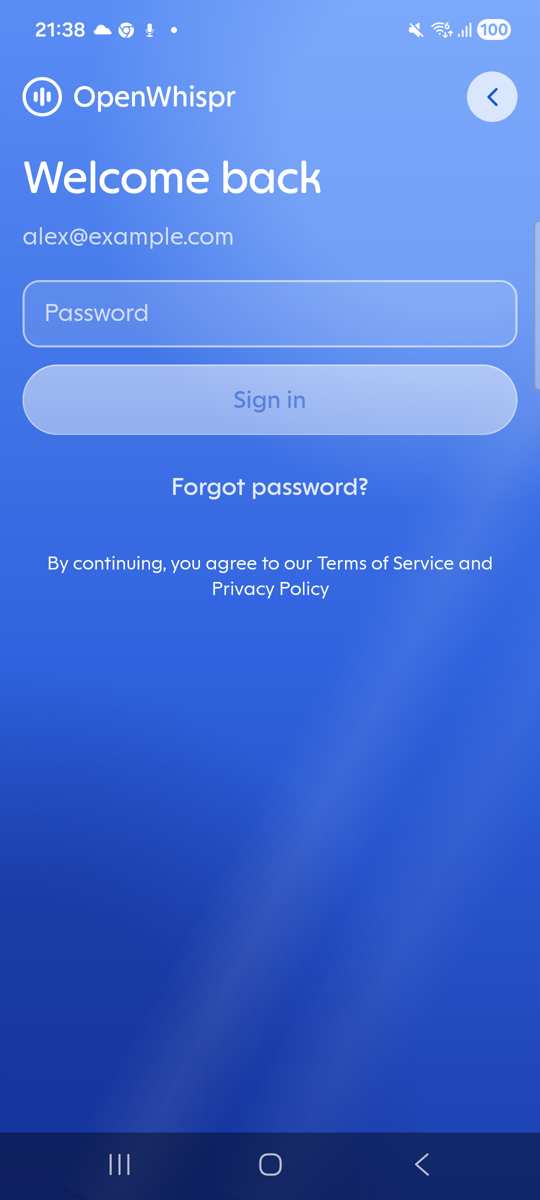 21:38
100
OpenWhispr
Welcome back
alex@example.com
Password
Sign in
Forgot password?
By continuing, you agree to our Terms of Service and
Privacy Policy